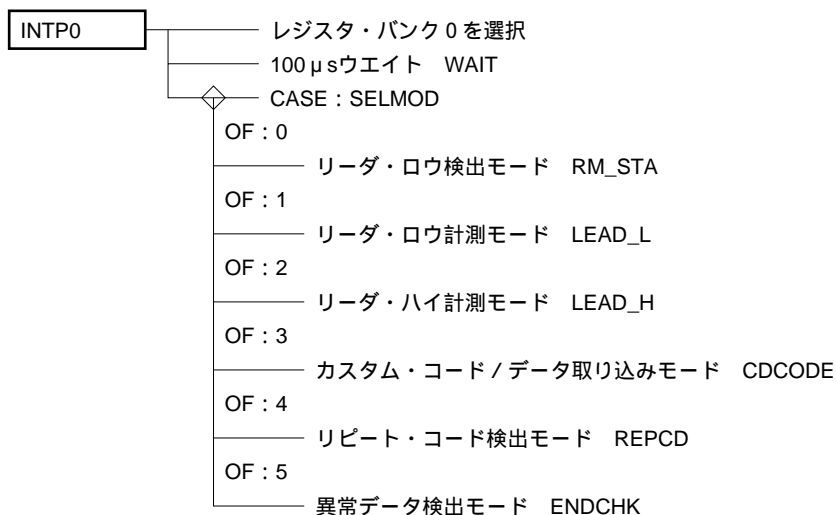 INTP0
レジスタ・バンク0を選択
100μsウエイト　WAIT
CASE：SELMOD
OF：0
リーダ・ロウ検出モード　RM_STA
OF：1
リーダ・ロウ計測モード　LEAD_L
OF：2
リーダ・ハイ計測モード　LEAD_H
OF：3
カスタム・コード／データ取り込みモード　CDCODE
OF：4
リピート・コード検出モード　REPCD
OF：5
異常データ検出モード　ENDCHK